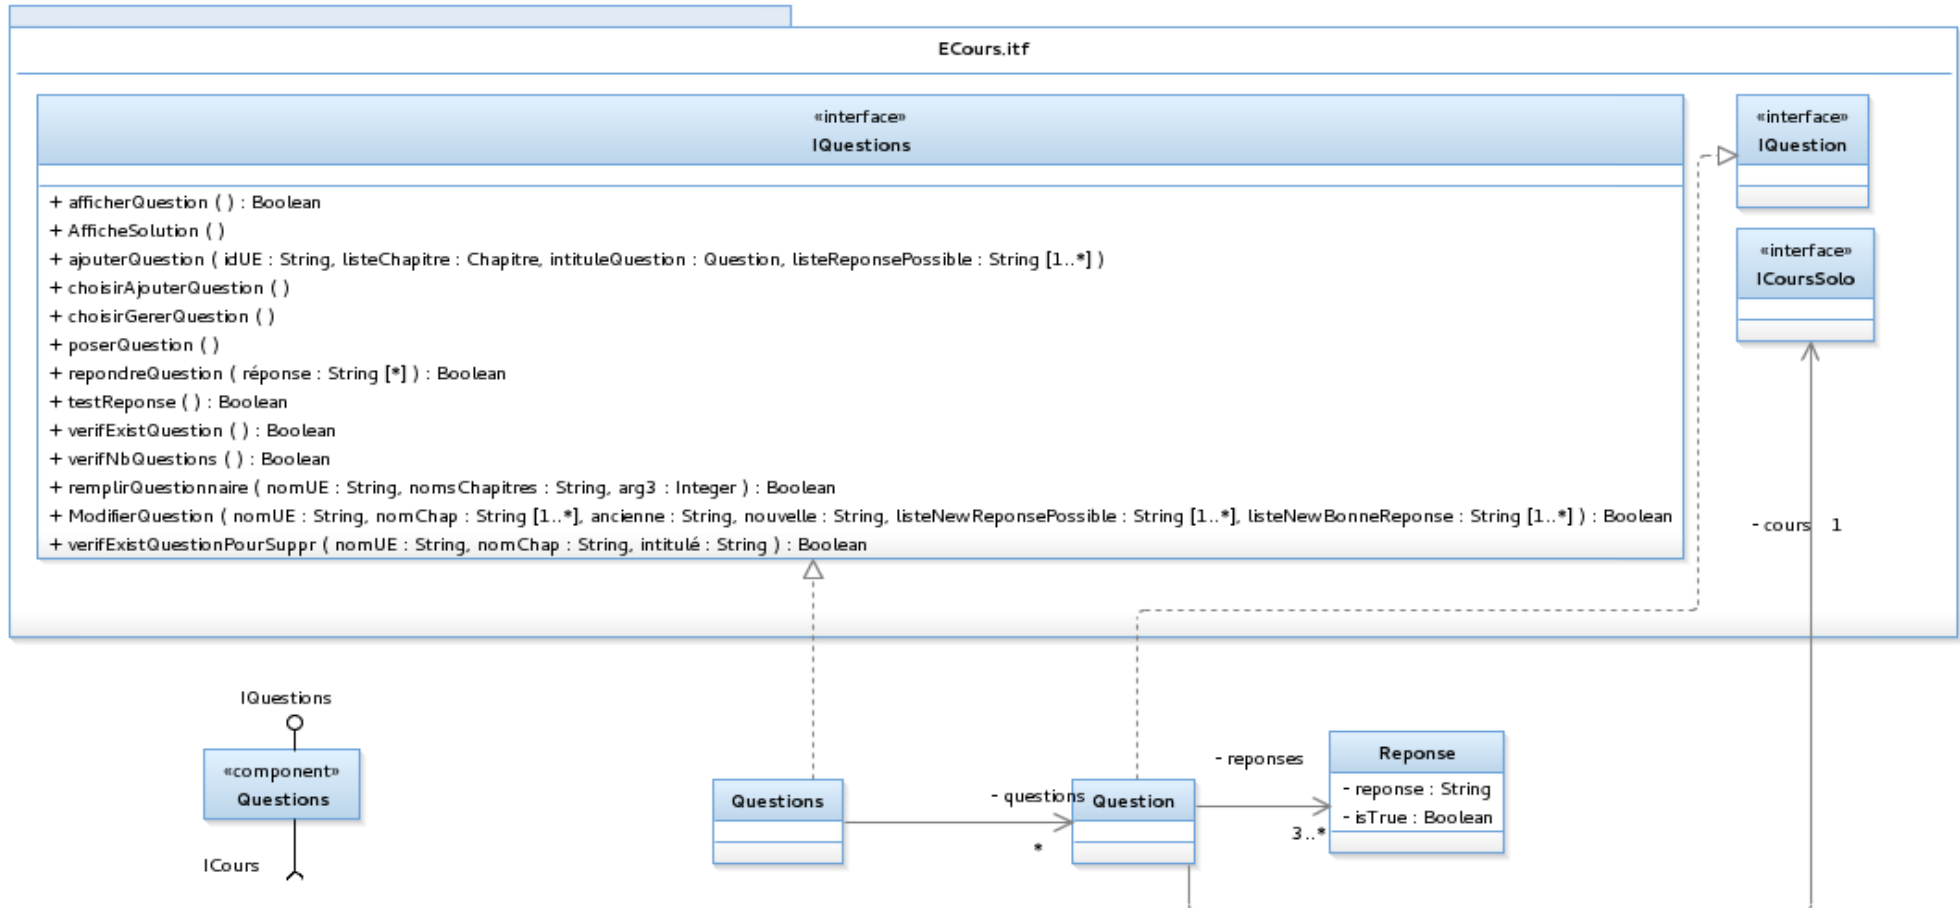 ECours.itf
«interface»
IQuestions
+ afficherQuestion ( ) : Boolean
+ AfficheSolution ( )
+ ajouterQuestion ( idUE : String, listeChapitre : Chapitre, intituleQuestion : Question, listeReponsePossible : String [1..*] )
+ choisirAjouterQuestion ( )
+ choisirGererQuestion ( )
+ poserQuestion ( )
+ repondreQuestion ( réponse : String [*] ) : Boolean
+ testReponse ( ) : Boolean
+ verifExistQuestion ( ) : Boolean
+ verifNbQuestions ( ) : Boolean
+ remplirQuestionnaire ( nomUE : String, nomsChapitres : String, arg3 : Integer ) : Boolean
+ ModifierQuestion ( nomUE : String, nomChap : String [1..*], ancienne : String, nouvelle : String, listeNewReponsePossible : String [1..*], listeNewBonneReponse : String [1..*] ) : Boolean
+ verifExistQuestionPourSuppr ( nomUE : String, nomChap : String, intitulé : String ) : Boolean
«interface»
IQuestion
«interface»
ICoursSolo
- cours 1
IQuestions
«component»
Questions
ICours
Questions
- questions
*
Question
- reponses
3..*
Reponse
- reponse : String
- isTrue : Boolean